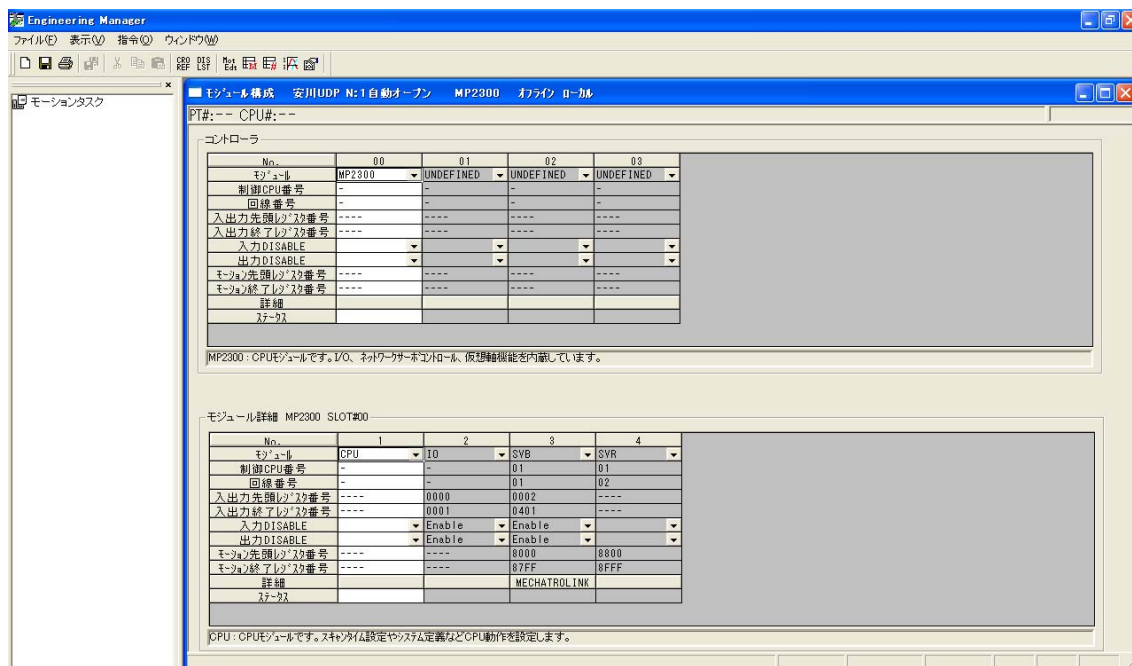 Engineering Manager
ファイル(F) 表示(V) 指令(O) ウィンドウ(W)
CRO REF DIS LST Mot Edt
モーションタスク
モジュール構成 安川UDP N:1自動オープン MP2300 オフライン ローカル
PT#:-- CPU#:--
コントローラ
No. 00 01 02 03
モジュール MP2300 UNDEFINED UNDEFINED UNDEFINED
制御CPU番号 - - - -
回線番号 - - - -
入出力先頭レジスタ番号 ---- ---- ---- ----
入出力終了レジスタ番号 ---- ---- ---- ----
入力DISABLE
出力DISABLE
モーション先頭レジスタ番号 ---- ---- ---- ----
モーション終了レジスタ番号 ---- ---- ---- ----
詳細
ステータス
MP2300：CPUモジュールです。I/O、ネットワークサーボコントロール、仮想軸機能を内蔵しています。
モジュール詳細 MP2300 SLOT#00
No. 1 2 3 4
モジュール CPU IO SVB SVR
制御CPU番号 - - 01 01
回線番号 - - 01 02
入出力先頭レジスタ番号 ---- 0000 0002 ----
入出力終了レジスタ番号 ---- 0001 0401 ----
入力DISABLE Enable Enable
出力DISABLE Enable Enable
モーション先頭レジスタ番号 ---- ---- 8000 8800
モーション終了レジスタ番号 ---- ---- 87FF 8FFF
詳細 MECHATROLINK
ステータス
CPU：CPUモジュールです。スキャンタイム設定やシステム定義などCPU動作を設定します。